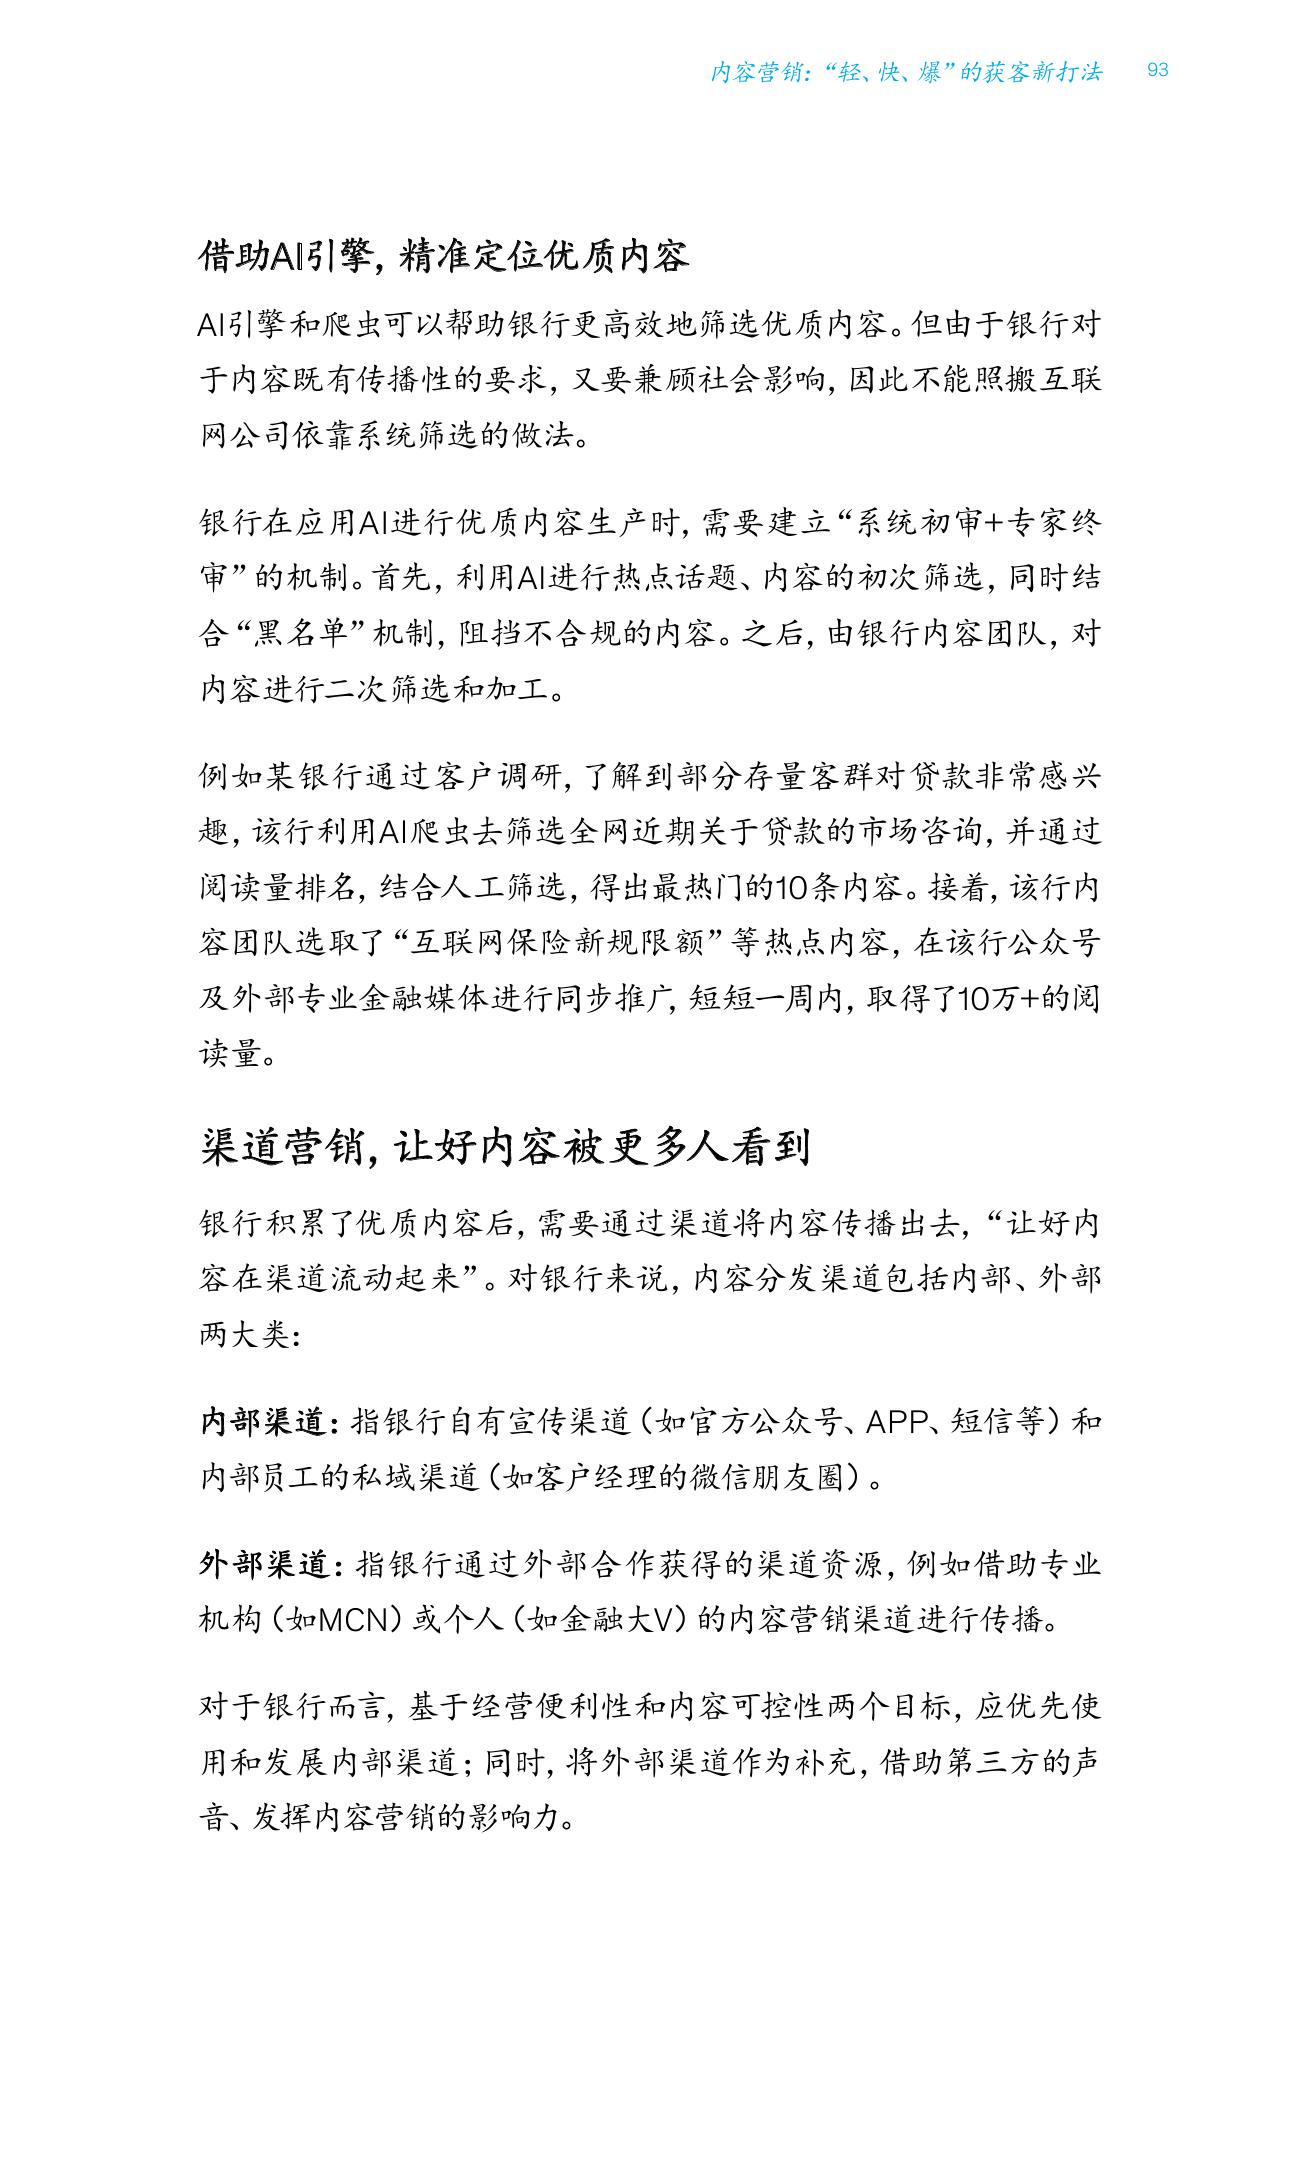 内容营销：“轻、快、爆”的获客新打法 93
借助AI引擎，精准定位优质内容
AI引擎和爬虫可以帮助银行更高效地筛选优质内容。但由于银行对
于内容既有传播性的要求，又要兼顾社会影响，因此不能照搬互联
网公司依靠系统筛选的做法。
银行在应用AI进行优质内容生产时，需要建立“系统初审+专家终
审”的机制。首先，利用AI进行热点话题、内容的初次筛选，同时结
合“黑名单”机制，阻挡不合规的内容。之后，由银行内容团队，对
内容进行二次筛选和加工。
例如某银行通过客户调研，了解到部分存量客群对贷款非常感兴
趣，该行利用AI爬虫去筛选全网近期关于贷款的市场咨询，并通过
阅读量排名，结合人工筛选，得出最热门的10条内容。接着，该行内
容团队选取了“互联网保险新规限额”等热点内容，在该行公众号
及外部专业金融媒体进行同步推广，短短一周内，取得了10万+的阅
读量。
渠道营销，让好内容被更多人看到
银行积累了优质内容后，需要通过渠道将内容传播出去，“让好内
容在渠道流动起来”。对银行来说，内容分发渠道包括内部、外部
两大类：
内部渠道：指银行自有宣传渠道（如官方公众号、APP、短信等）和
内部员工的私域渠道（如客户经理的微信朋友圈）。
外部渠道：指银行通过外部合作获得的渠道资源，例如借助专业
机构（如MCN）或个人（如金融大V）的内容营销渠道进行传播。
对于银行而言，基于经营便利性和内容可控性两个目标，应优先使
用和发展内部渠道；同时，将外部渠道作为补充，借助第三方的声
音、发挥内容营销的影响力。